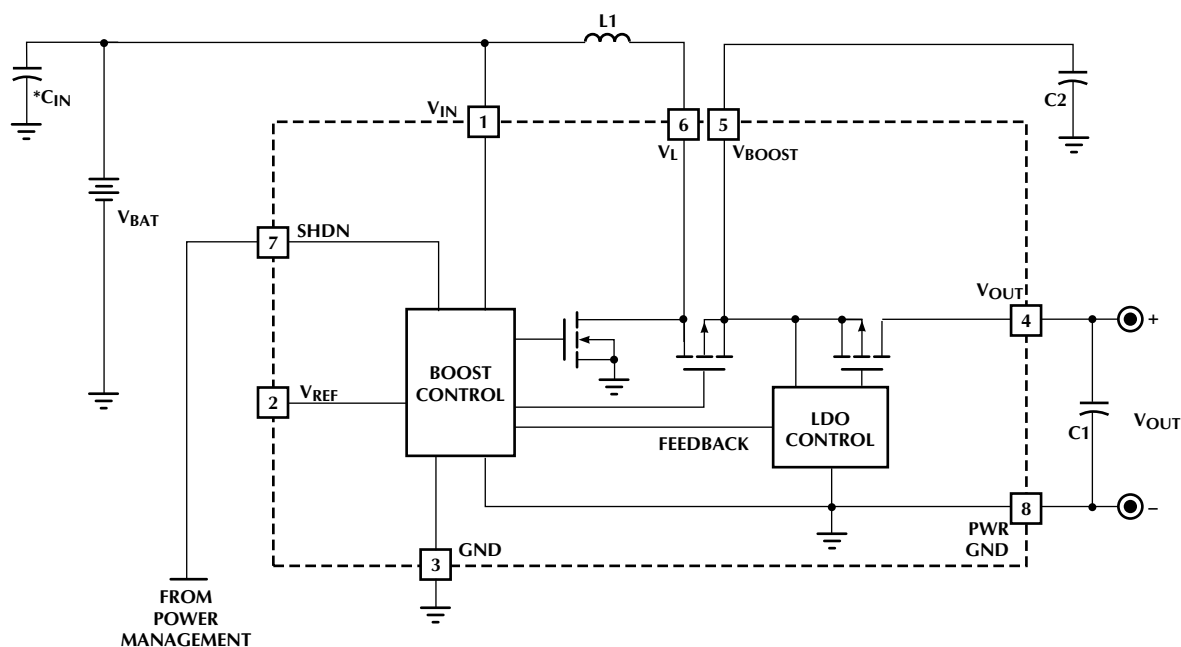 L1
*CIN
VIN
1
6
5
C2
VL
VBOOST
VBAT
7
SHDN
VOUT
4
+
BOOST
CONTROL
2
VREF
LDO
CONTROL
C1
VOUT
FEEDBACK
8
–
PWR
GND
GND
3
FROM
POWER
MANAGEMENT